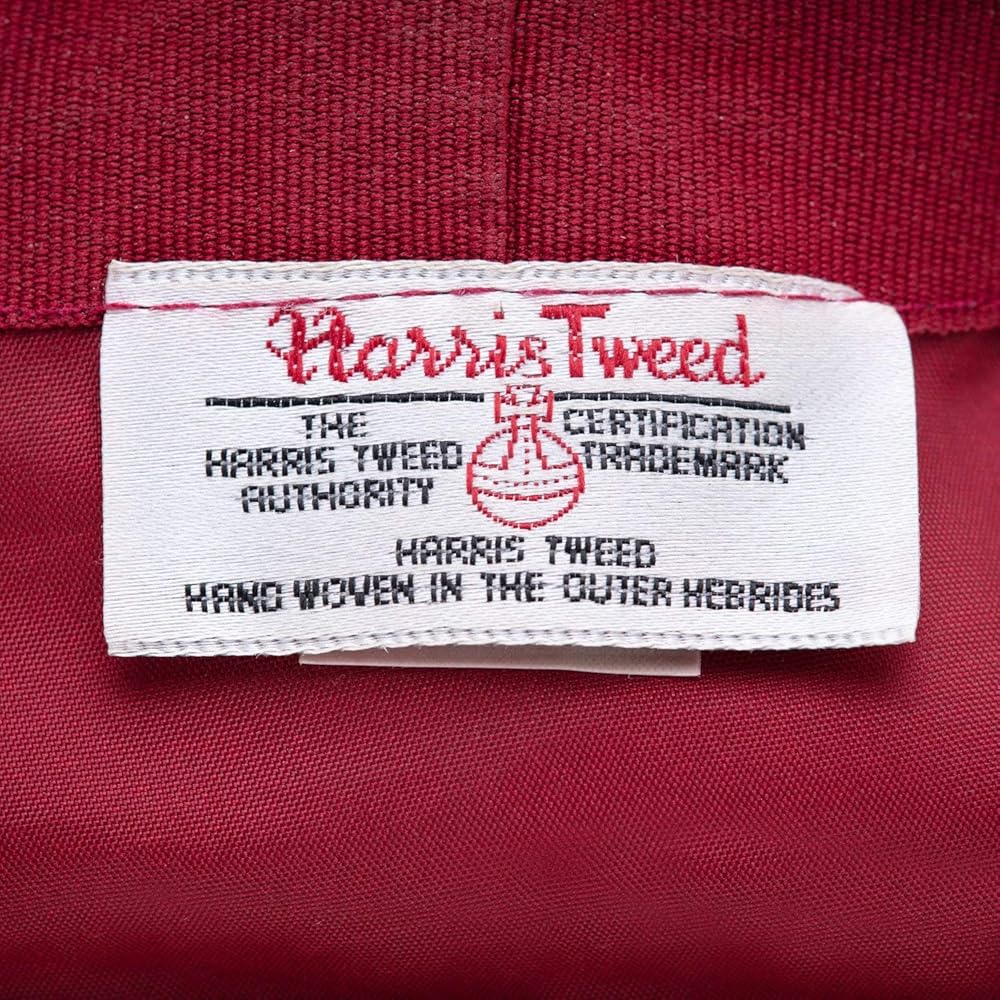 Harris Tweed
THE
HARRIS TWEED
AUTHORITY
CERTIFICATION
TRADEMARK
HARRIS TWEED
HAND WOVEN IN THE OUTER HEBRIDES